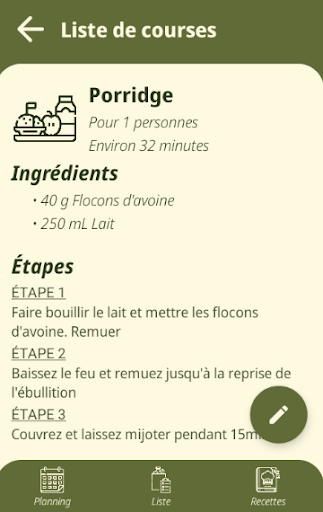 Liste de courses
Porridge
Pour 1 personnes
Environ 32 minutes
Ingrédients
• 40 g Flocons d'avoine
• 250 mL Lait
Étapes
ÉTAPE 1
Faire bouillir le lait et mettre les flocons
d'avoine. Remuer
ÉTAPE 2
Baissez le feu et remuez jusqu'à la reprise de
l'ébullition
ÉTAPE 3
Couvrez et laissez mijoter pendant
Planning
Liste
Recettes